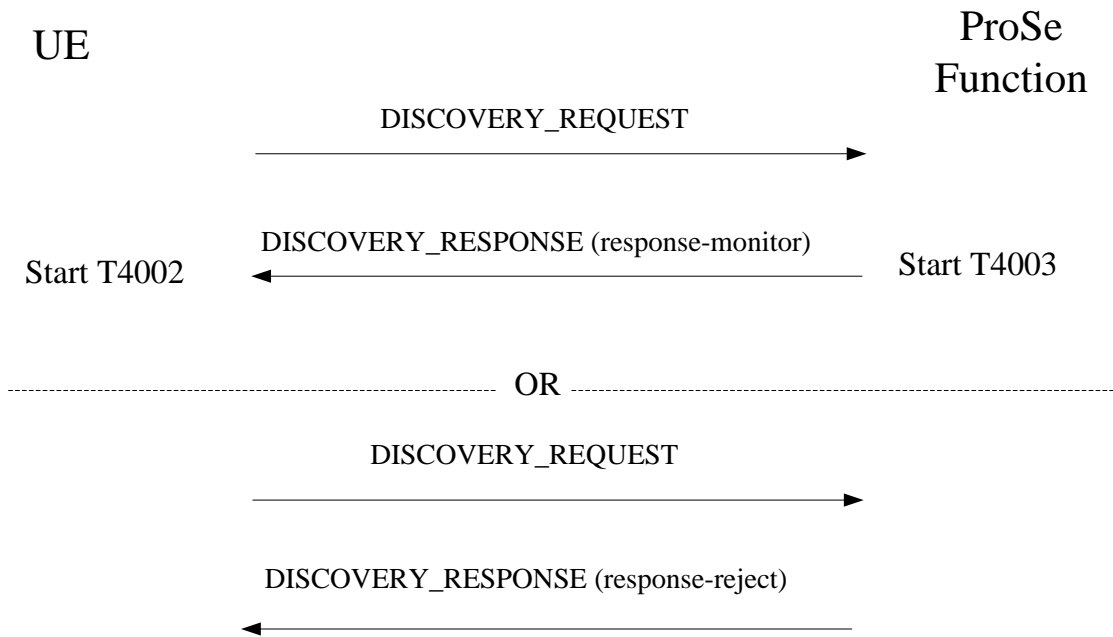 UE
ProSe
Function
DISCOVERY_REQUEST
DISCOVERY_RESPONSE (response-monitor)
Start T4002
Start T4003
OR
DISCOVERY_REQUEST
DISCOVERY_RESPONSE (response-reject)